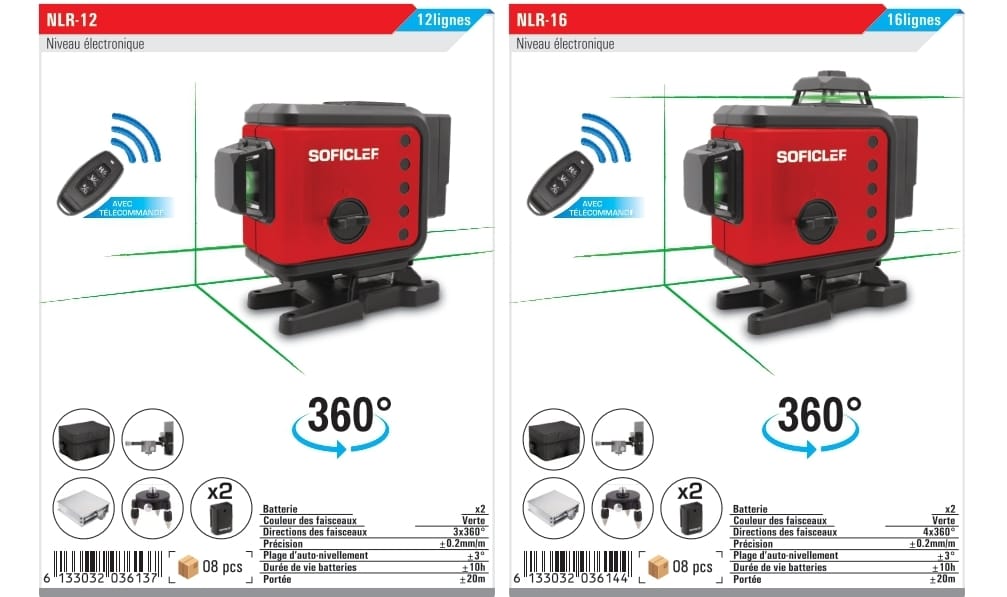 NLR-12
12lignes
Niveau électronique
SOFICLEF
AVEC
TÉLÉCOMMANDE
360°
x2
Batterie x2
Couleur des faisceaux Verte
Directions des faisceaux 3x360°
Précision ±0.2mm/m
Plage d'auto-nivellement ±3°
Durée de vie batteries ±10h
Portée ±20m
6 133032 036137
08 pcs
NLR-16
16lignes
Niveau électronique
SOFICLEF
AVEC
TÉLÉCOMMANDE
360°
x2
Batterie x2
Couleur des faisceaux Verte
Directions des faisceaux 4x360°
Précision ±0.2mm/m
Plage d'auto-nivellement ±3°
Durée de vie batteries ±10h
Portée ±20m
6 133032 036144
08 pcs